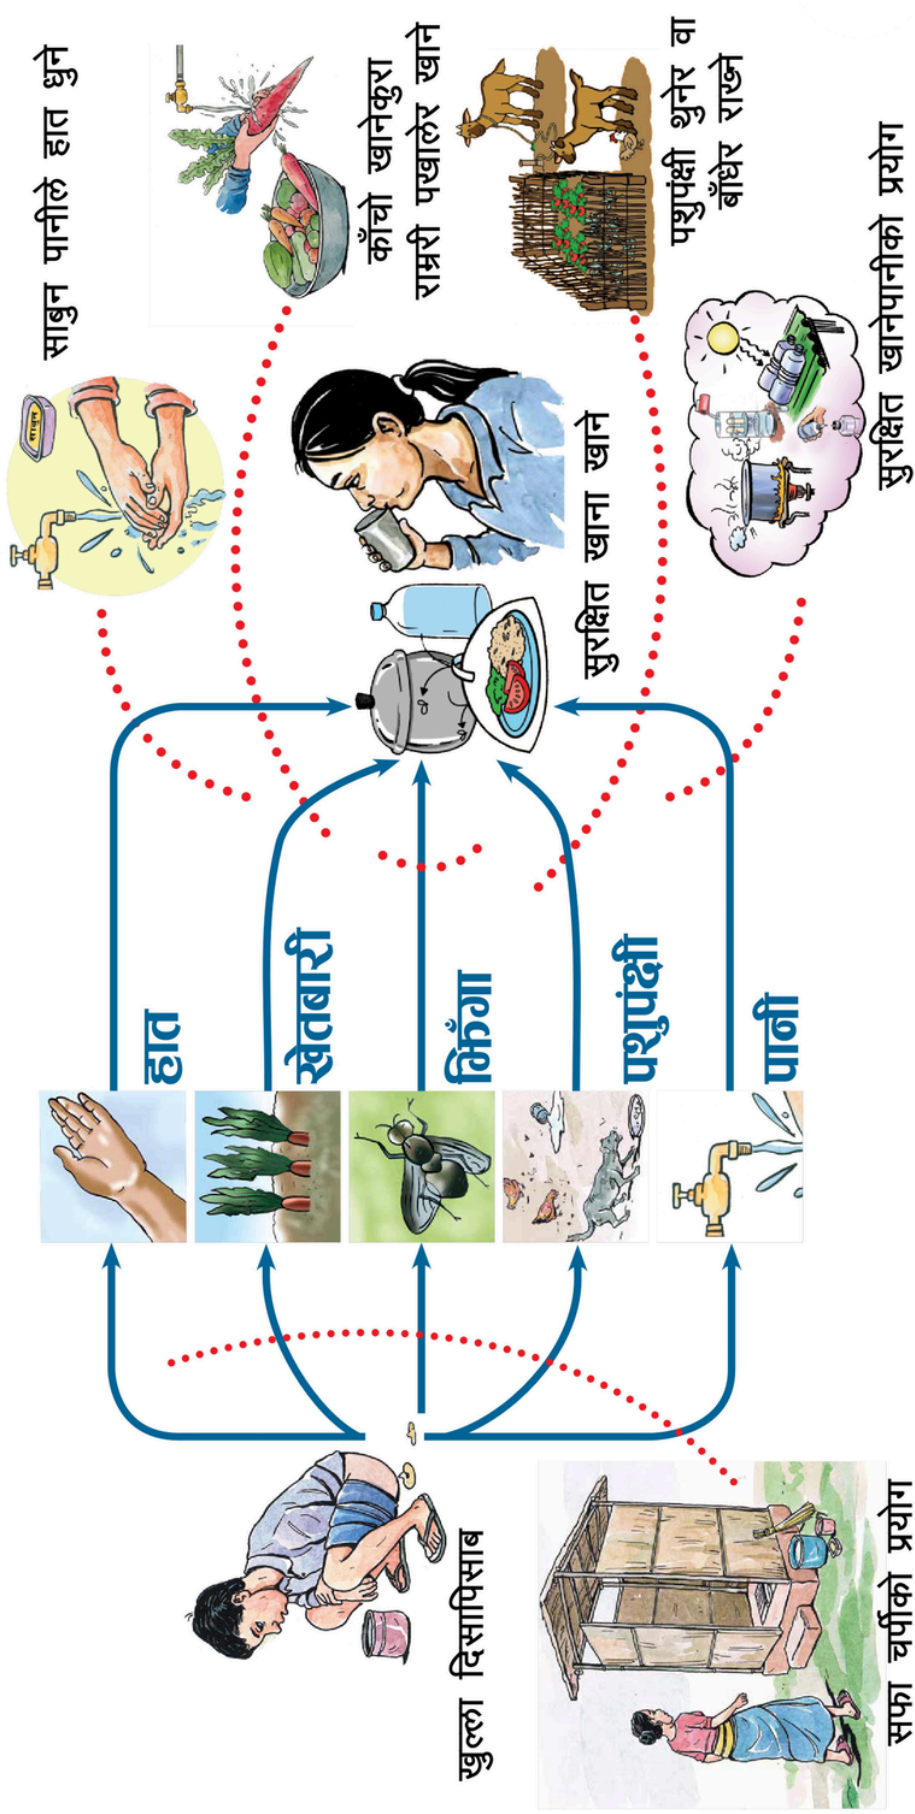 साबुन पानीले हात धुने
साबुन
काँचो खानेकुरा
राम्ररी पखालेर खाने
पशुपंक्षी थुनेर वा
बाँधेर राख्ने
सुरक्षित खानेपानीको प्रयोग
सुरक्षित खाना खाने
हात
खेतबारी
झिँगा
पशुपंक्षी
पानी
खुल्ला दिसापिसाब
सफा चर्पीको प्रयोग